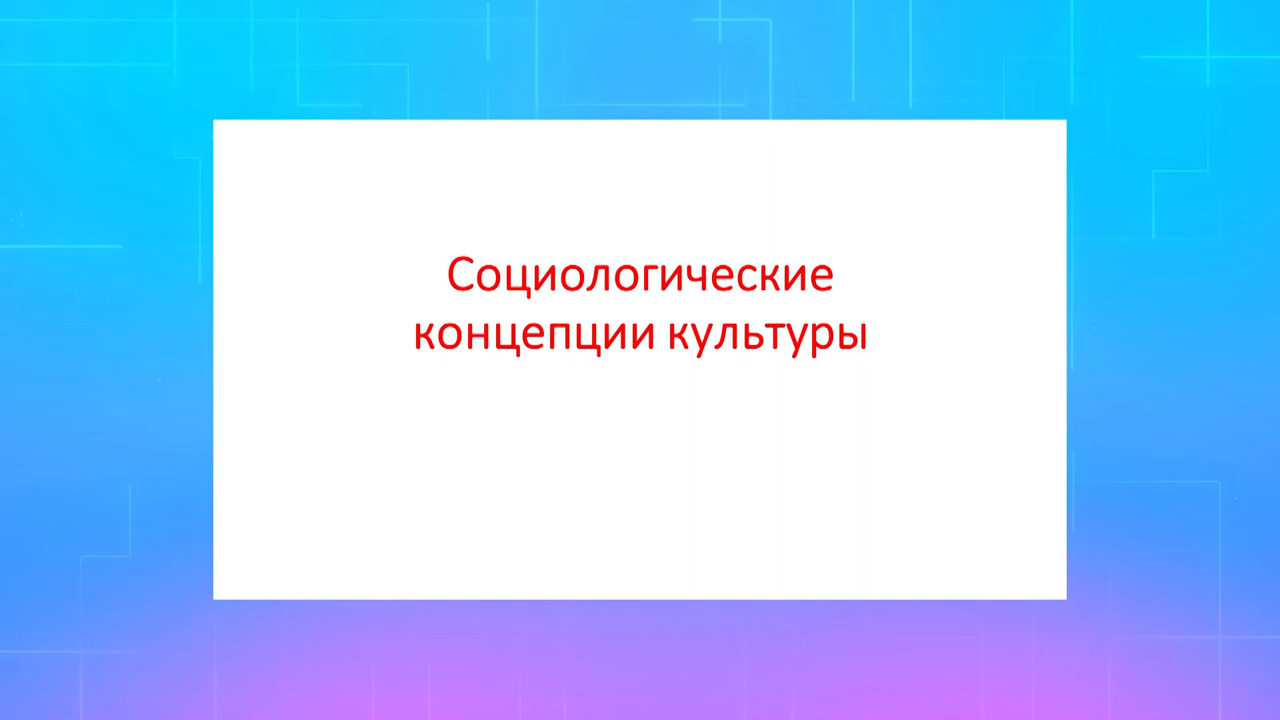 Социологические
концепции культуры